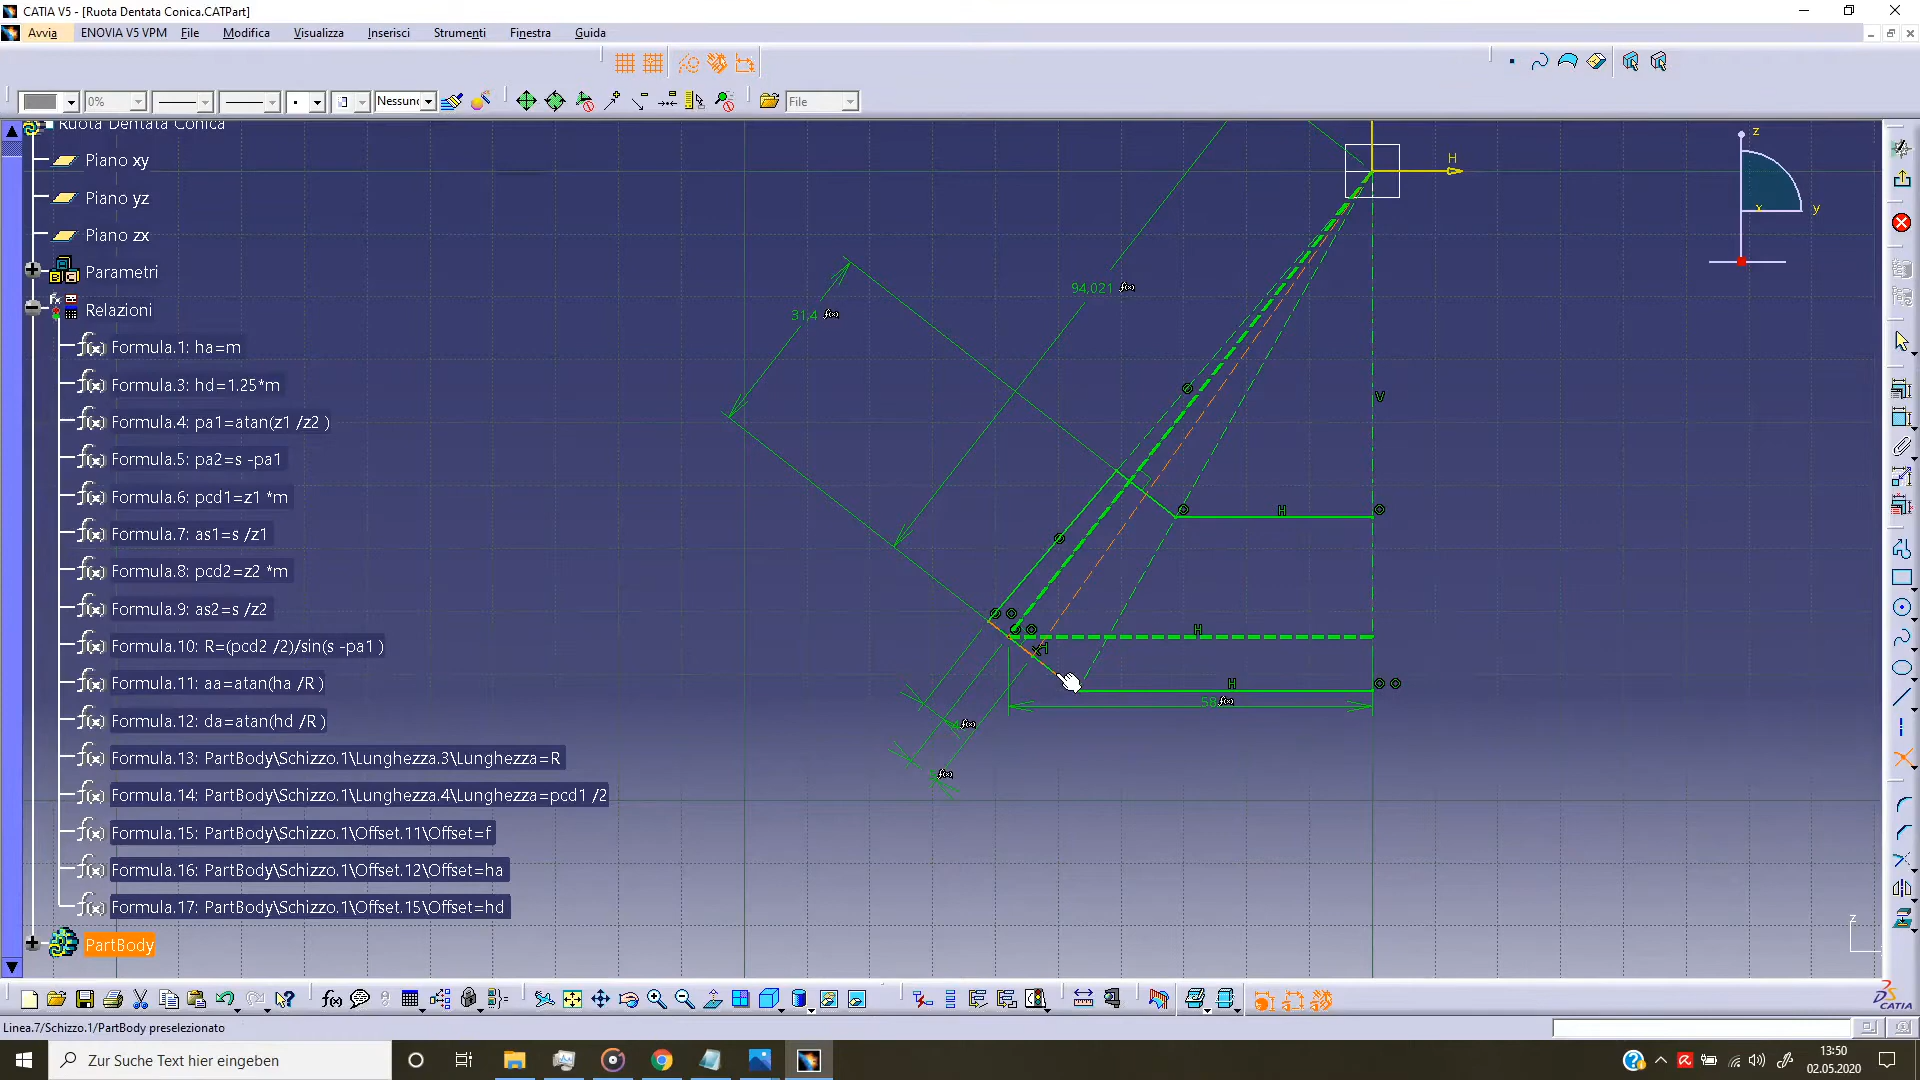 CATIA V5 - [Ruota Dentata Conica.CATPart]
Avvia ENOVIA V5 VPM File Modifica Visualizza Inserisci Strumenti Finestra Guida
0% Nessuno File
Ruota Dentata Conica
Piano xy
Piano yz
Piano zx
Parametri
Relazioni
Formula.1: ha=m
Formula.3: hd=1.25*m
Formula.4: pa1=atan(z1 /z2 )
Formula.5: pa2=s -pa1
Formula.6: pcd1=z1 *m
Formula.7: as1=s /z1
Formula.8: pcd2=z2 *m
Formula.9: as2=s /z2
Formula.10: R=(pcd2 /2)/sin(s -pa1 )
Formula.11: aa=atan(ha /R )
Formula.12: da=atan(hd /R )
Formula.13: PartBody\Schizzo.1\Lunghezza.3\Lunghezza=R
Formula.14: PartBody\Schizzo.1\Lunghezza.4\Lunghezza=pcd1 /2
Formula.15: PartBody\Schizzo.1\Offset.11\Offset=f
Formula.16: PartBody\Schizzo.1\Offset.12\Offset=ha
Formula.17: PartBody\Schizzo.1\Offset.15\Offset=hd
PartBody
H
94,021 f(x)
31,4 f(x)
V
H
H
H
58 f(x)
f(x)
f(x)
z
x y
z
CATIA
Linea.7/Schizzo.1/PartBody preselezionato
Zur Suche Text hier eingeben
13:50
02.05.2020